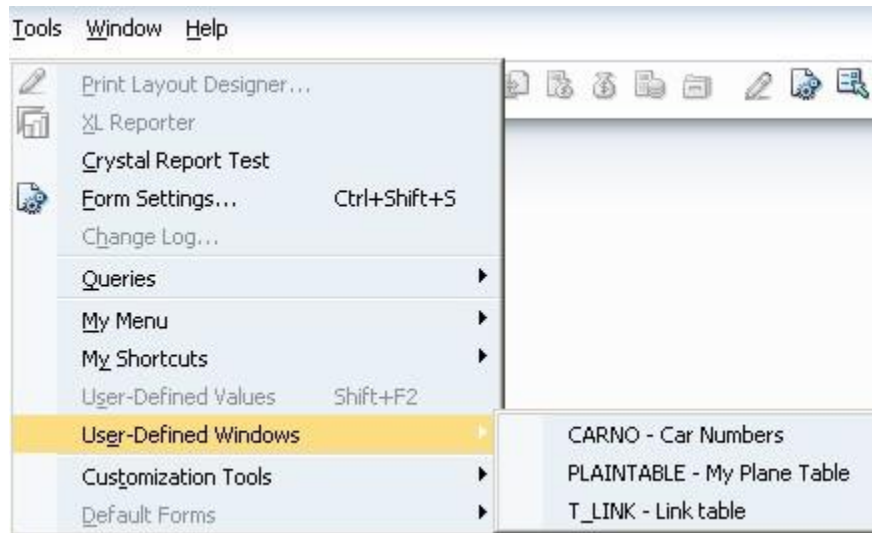 Tools Window Help
Print Layout Designer...
XL Reporter
Crystal Report Test
Form Settings... Ctrl+Shift+S
Change Log...
Queries
My Menu
My Shortcuts
User-Defined Values Shift+F2
User-Defined Windows
CARNO - Car Numbers
Customization Tools
PLAINTABLE - My Plane Table
Default Forms
T_LINK - Link table